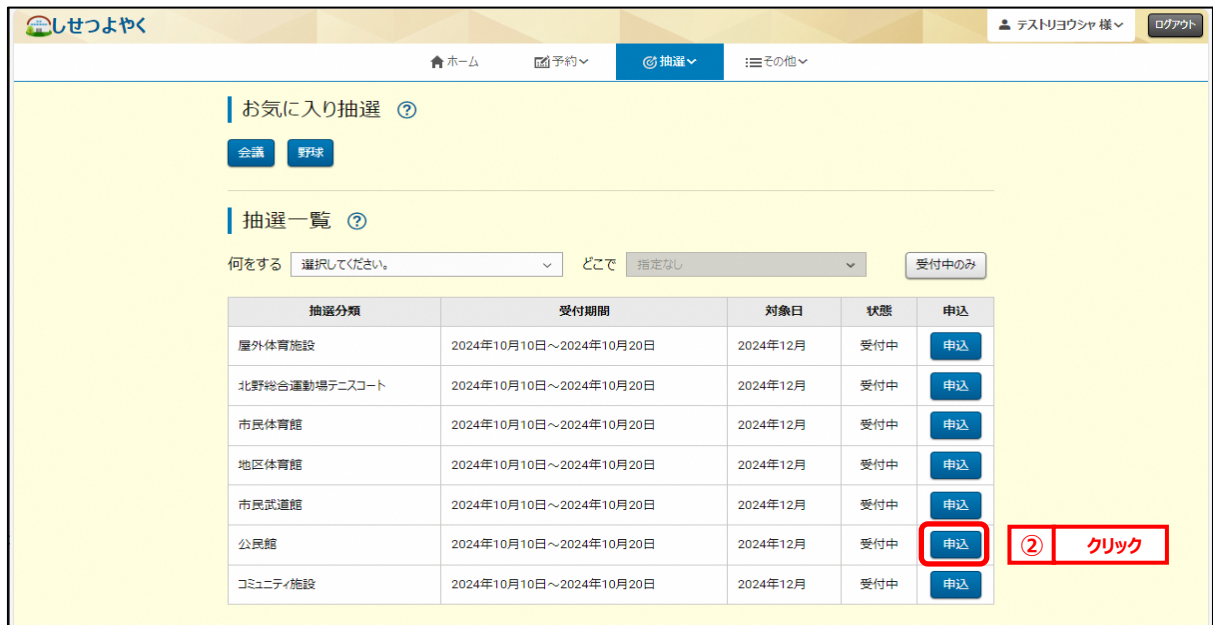 しせつよやく テストリヨウシャ 様 ログアウト
ホーム 予約 抽選 その他
お気に入り抽選 ?
会議 野球
抽選一覧 ?
何をする 選択してください。 どこで 指定なし 受付中のみ
抽選分類 受付期間 対象日 状態 申込
屋外体育施設 2024年10月10日～2024年10月20日 2024年12月 受付中 申込
北野総合運動場テニスコート 2024年10月10日～2024年10月20日 2024年12月 受付中 申込
市民体育館 2024年10月10日～2024年10月20日 2024年12月 受付中 申込
地区体育館 2024年10月10日～2024年10月20日 2024年12月 受付中 申込
市民武道館 2024年10月10日～2024年10月20日 2024年12月 受付中 申込
公民館 2024年10月10日～2024年10月20日 2024年12月 受付中 申込 ② クリック
コミュニティ施設 2024年10月10日～2024年10月20日 2024年12月 受付中 申込